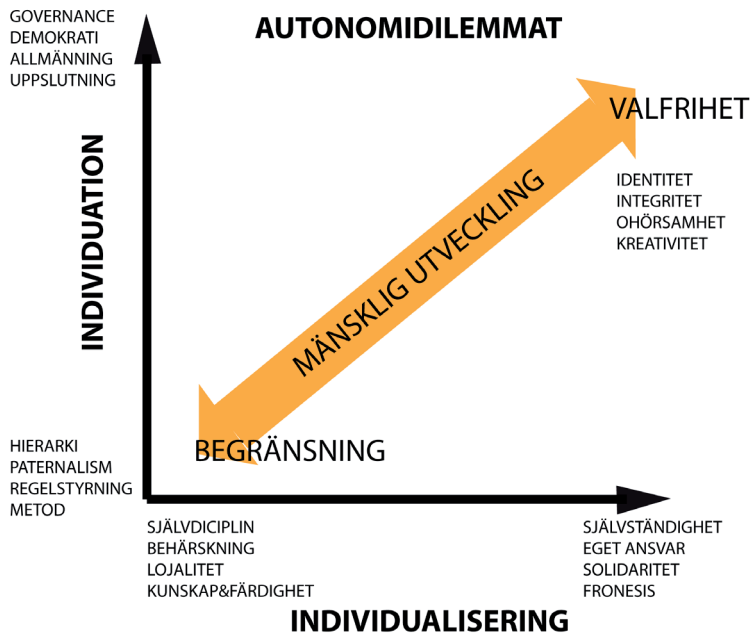 GOVERNANCE
DEMOKRATI
ALLMÄNNING
UPPSLUTNING
AUTONOMIDILEMMAT
VALFRIHET
IDENTITET
INTEGRITET
OHÖRSAMHET
KREATIVITET
INDIVIDUATION
MÄNSKLIG UTVECKLING
BEGRÄNSNING
HIERARKI
PATERNALISM
REGELSTYRNING
METOD
SJÄLVDICIPLIN
BEHÄRSKNING
LOJALITET
KUNSKAP&FÄRDIGHET
SJÄLVSTÄNDIGHET
EGET ANSVAR
SOLIDARITET
FRONESIS
INDIVIDUALISERING